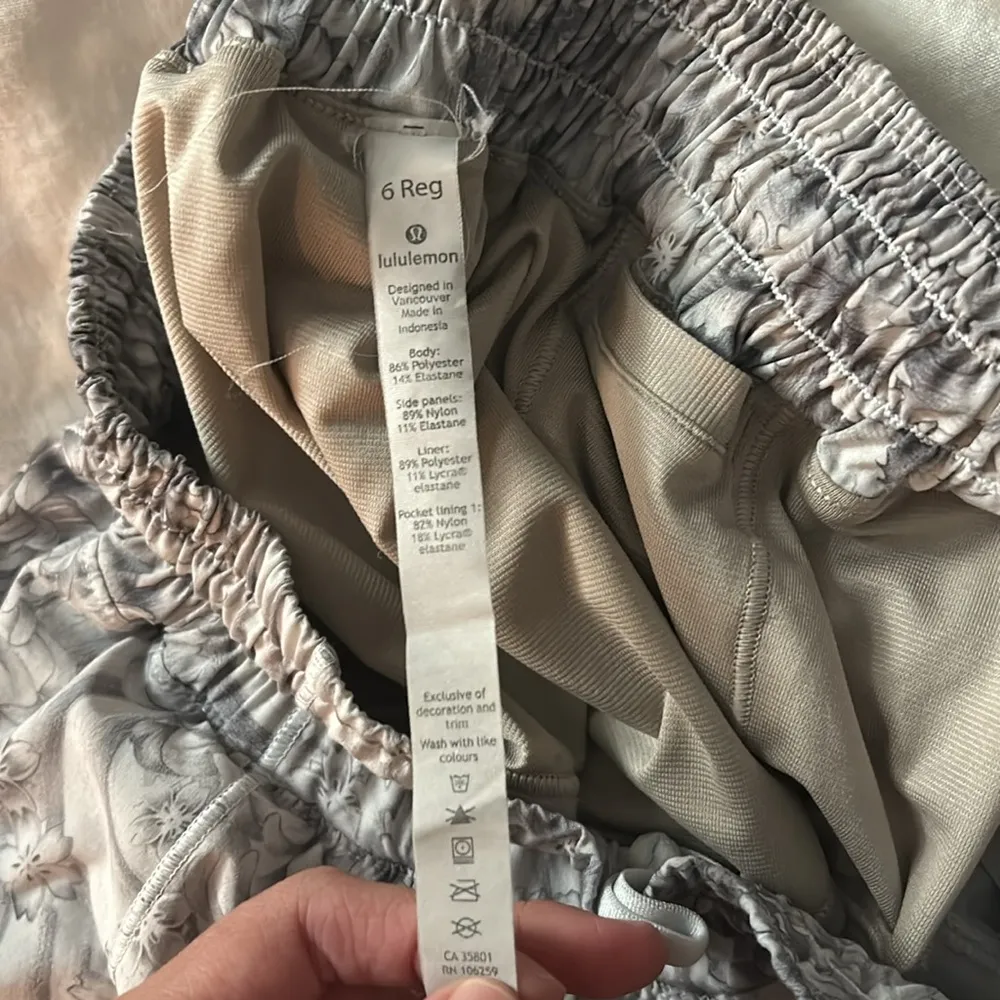 6 Reg
lululemon
Designed in
Vancouver
Made in
Indonesia
Body:
86% Polyester
14% Elastane
Side panels:
89% Nylon
11% Elastane
Liner:
89% Polyester
11% Lycra®
elastane
Pocket lining 1:
82% Nylon
18% Lycra®
elastane
Exclusive of
decoration and
trim
Wash with like
colours
CA 35801
RN 106259